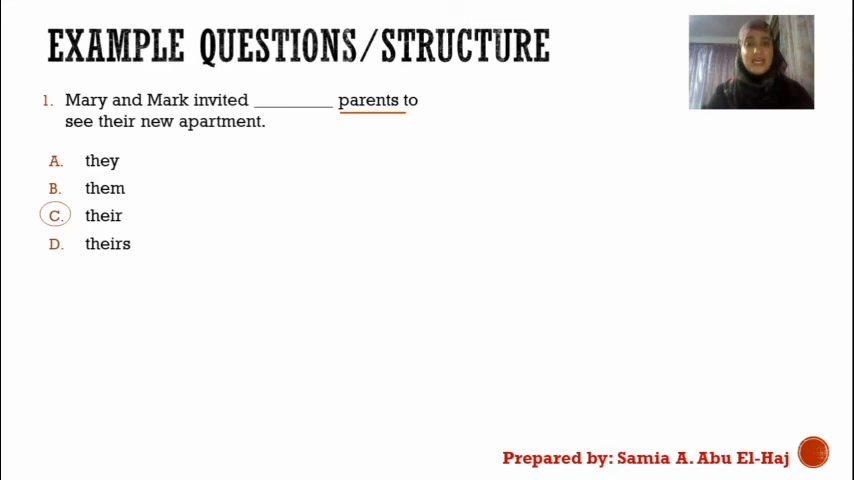 EXAMPLE QUESTIONS/STRUCTURE
1. Mary and Mark invited _________ parents to
see their new apartment.
A. they
B. them
C. their
D. theirs
Prepared by: Samia A. Abu El-Haj